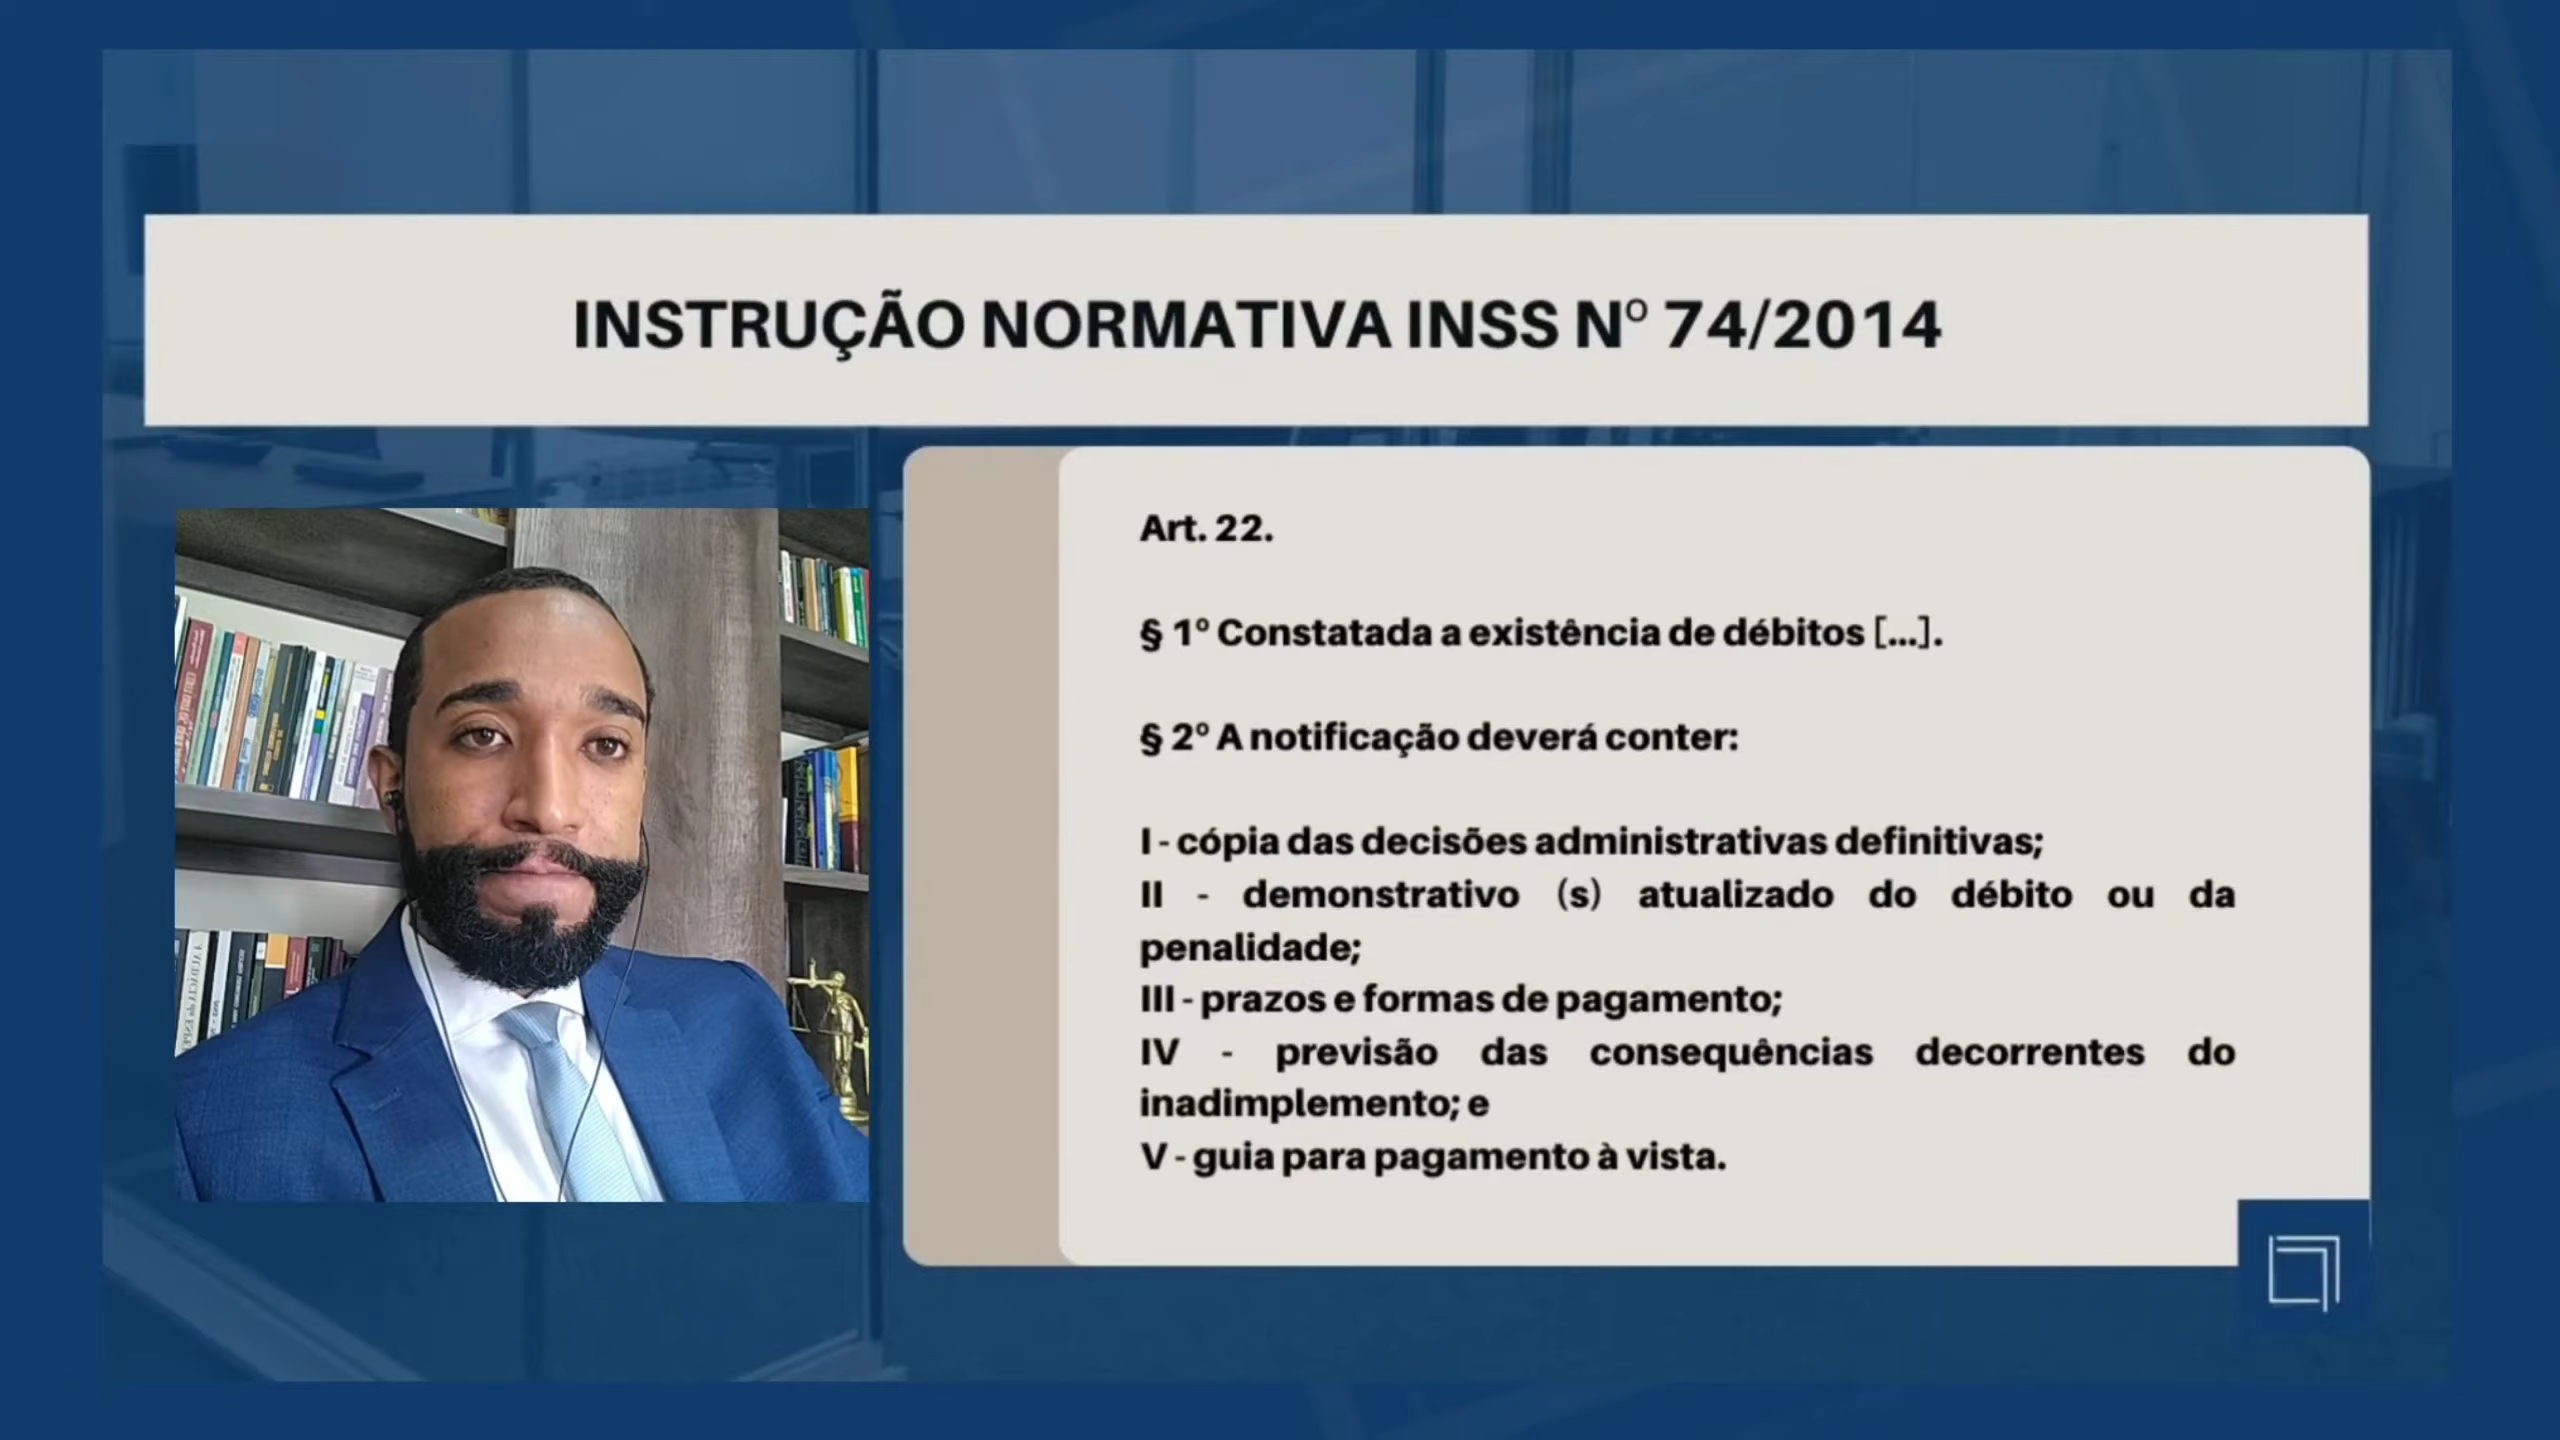 INSTRUÇÃO NORMATIVA INSS Nº 74/2014
Art. 22.
§ 1º Constatada a existência de débitos [...].
§ 2º A notificação deverá conter:
I - cópia das decisões administrativas definitivas;
II - demonstrativo (s) atualizado do débito ou da
penalidade;
III - prazos e formas de pagamento;
IV - previsão das consequências decorrentes do
inadimplemento; e
V - guia para pagamento à vista.